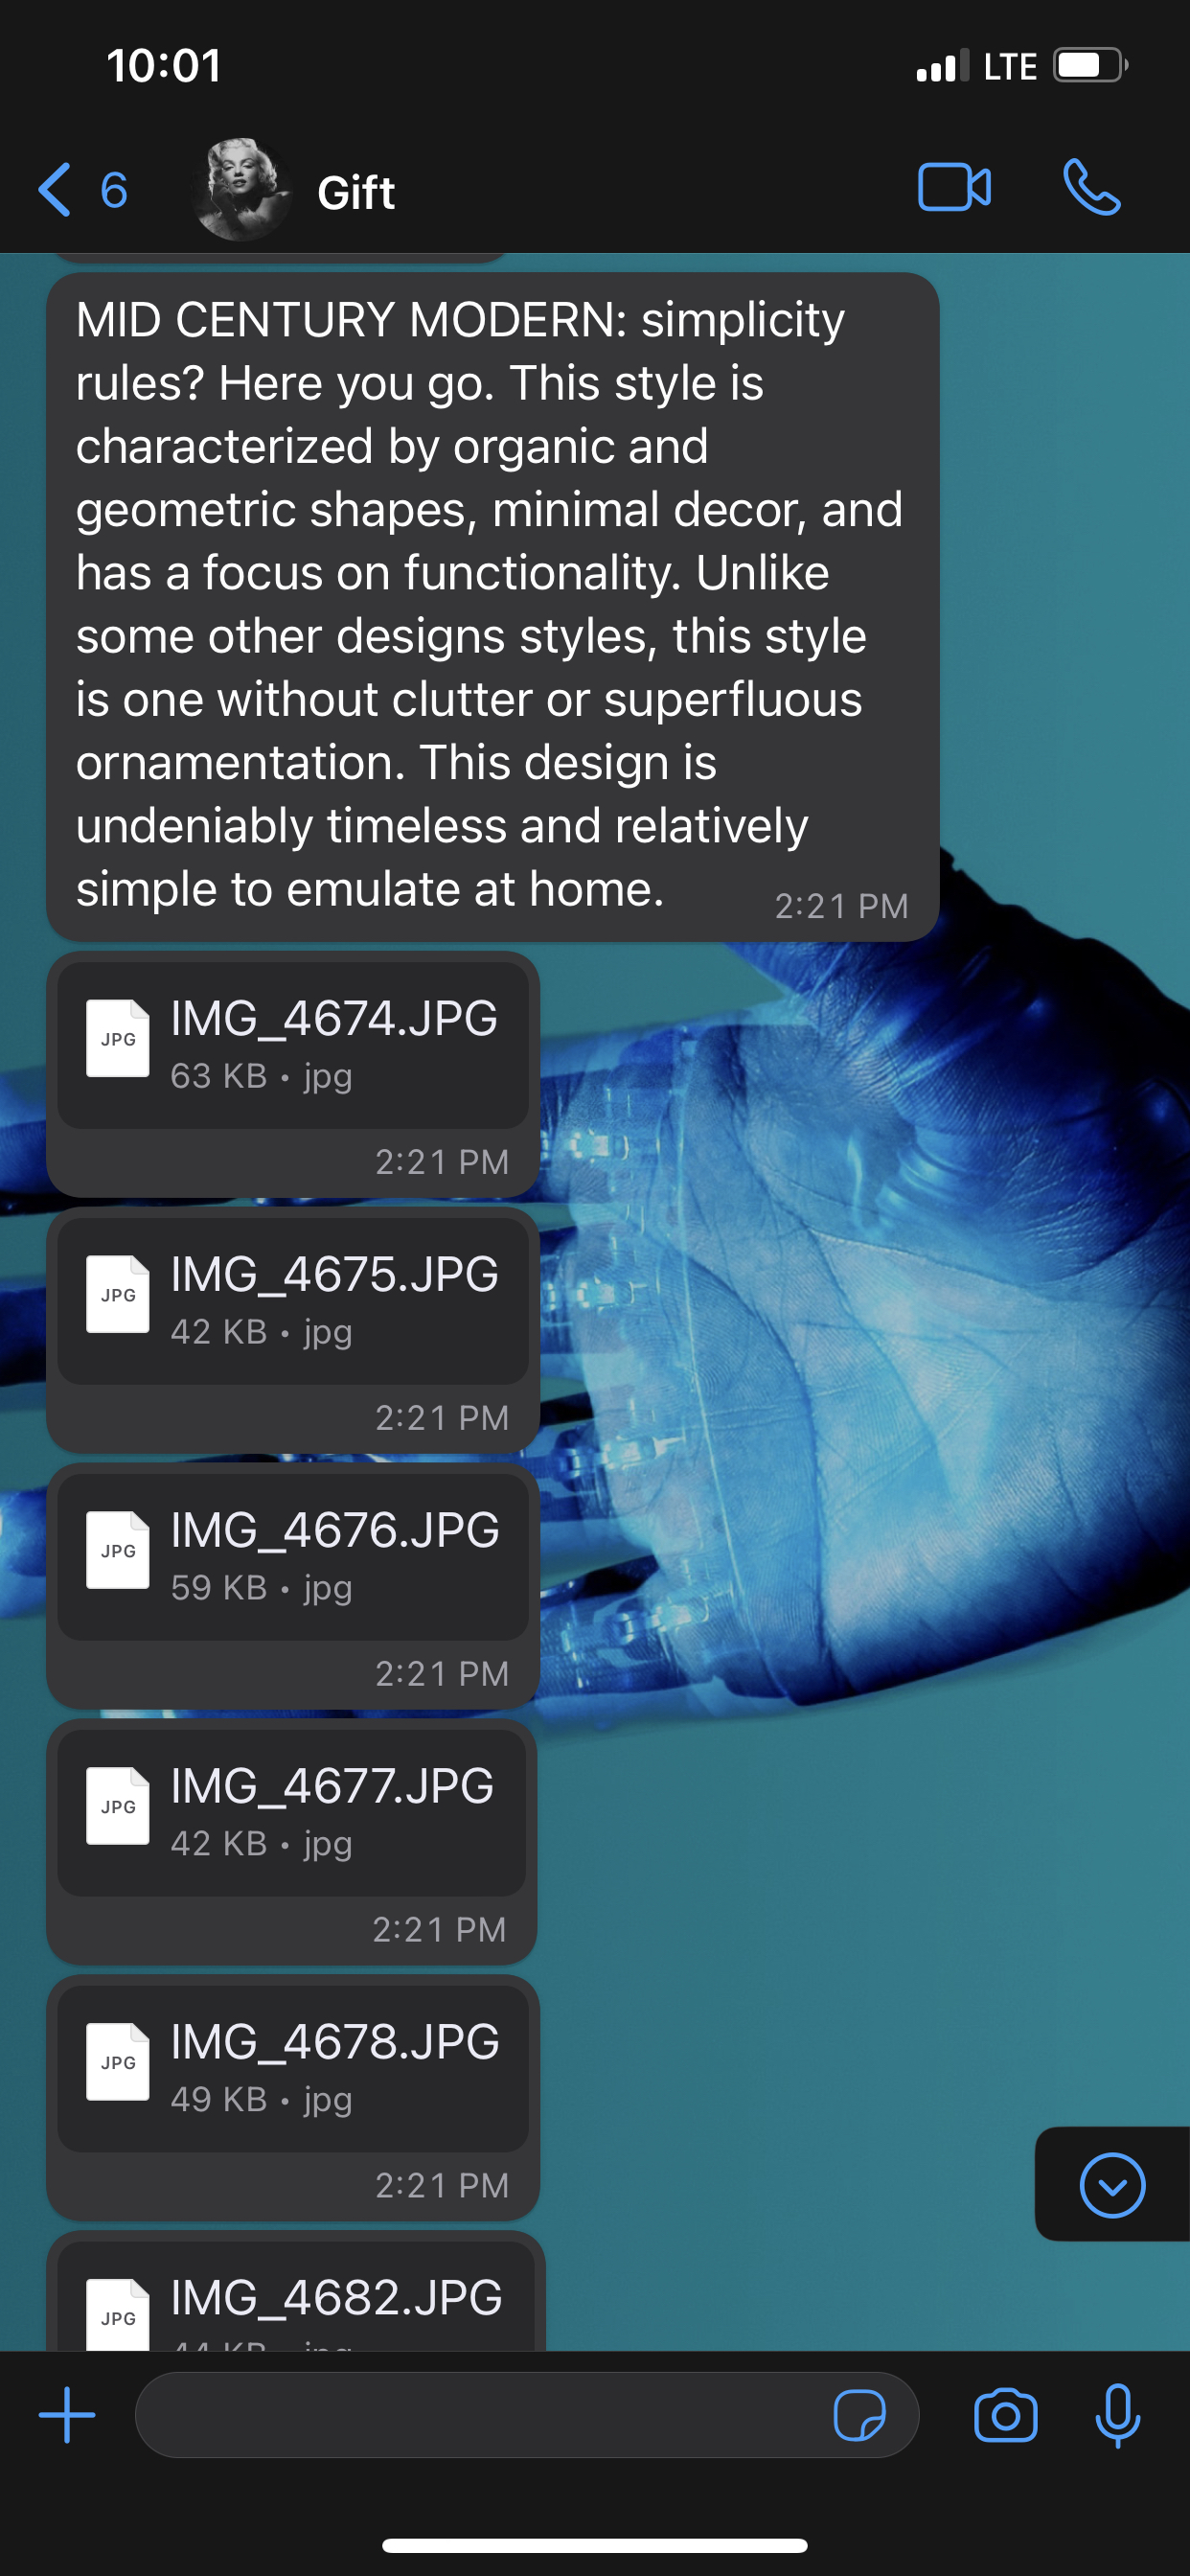 10:01 LTE
6 Gift
MID CENTURY MODERN: simplicity
rules? Here you go. This style is
characterized by organic and
geometric shapes, minimal decor, and
has a focus on functionality. Unlike
some other designs styles, this style
is one without clutter or superfluous
ornamentation. This design is
undeniably timeless and relatively
simple to emulate at home.
2:21 PM
JPG IMG_4674.JPG
63 KB • jpg
2:21 PM
JPG IMG_4675.JPG
42 KB • jpg
2:21 PM
JPG IMG_4676.JPG
59 KB • jpg
2:21 PM
JPG IMG_4677.JPG
42 KB • jpg
2:21 PM
JPG IMG_4678.JPG
49 KB • jpg
2:21 PM
JPG IMG_4682.JPG
44 KB • jpg